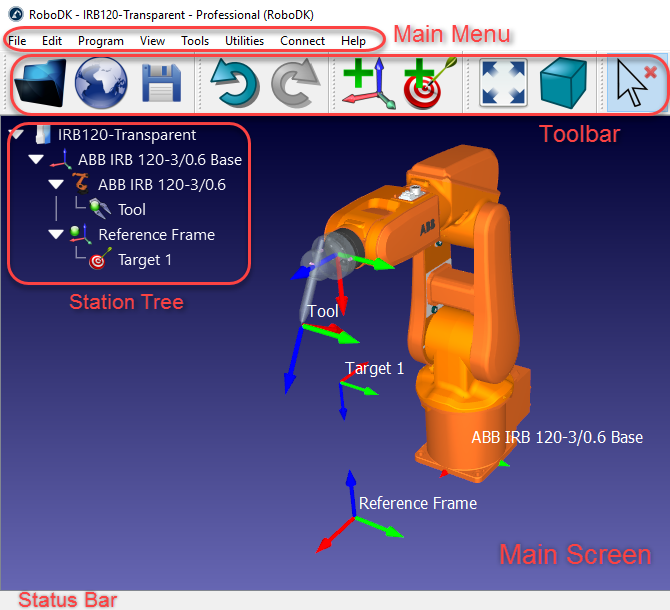 RoboDK - IRB120-Transparent - Professional (RoboDK)
File Edit Program View Tools Utilities Connect Help
Main Menu
Toolbar
IRB120-Transparent
ABB IRB 120-3/0.6 Base
ABB IRB 120-3/0.6
Tool
Reference Frame
Target 1
Station Tree
ABB
Tool
Target 1
ABB IRB 120-3/0.6 Base
Reference Frame
Main Screen
Status Bar